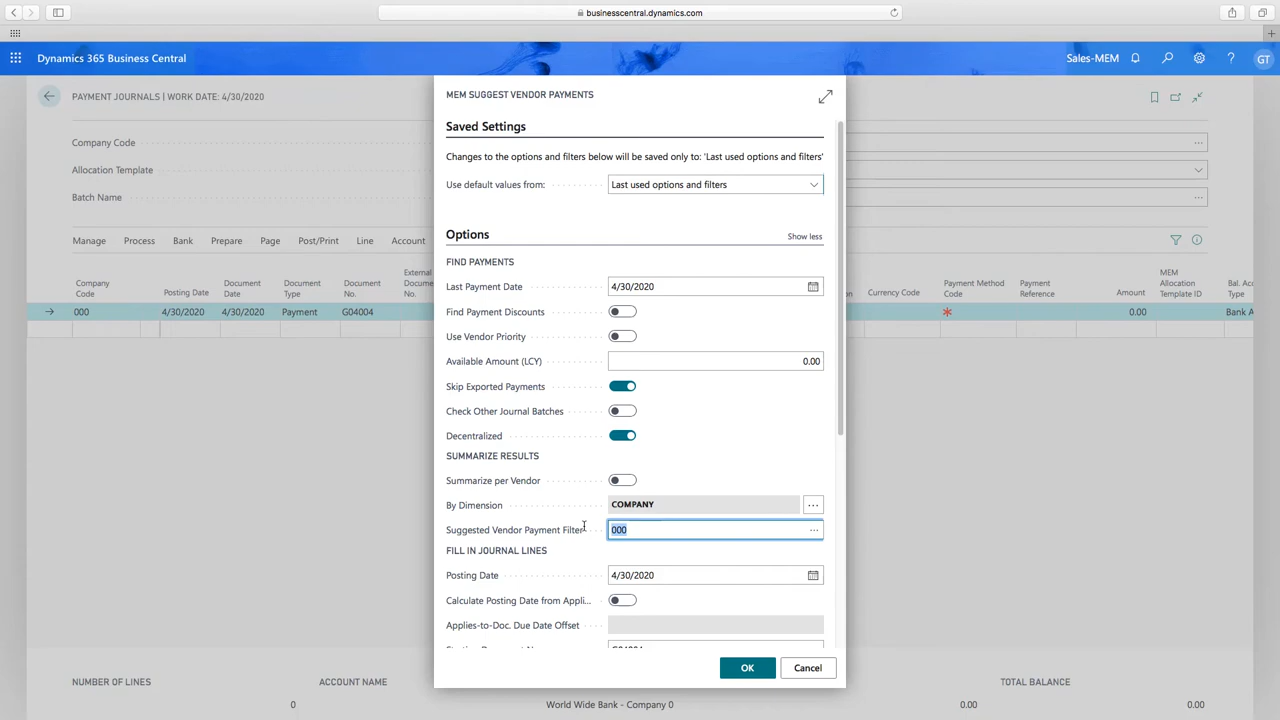 businesscentral.dynamics.com
Dynamics 365 Business Central
Sales-MEM
?
GT
PAYMENT JOURNALS | WORK DATE: 4/30/2020
Company Code
Allocation Template
Batch Name
Manage Process Bank Prepare Page Post/Print Line Account
Company Code
Posting Date
Document Date
Document Type
Document No.
External Docume No.
Currency Code
Payment Method Code
Payment Reference
Amount
MEM Allocation Template ID
Bal. Acc Type
000 4/30/2020 4/30/2020 Payment G04004 0.00 Bank A
MEM SUGGEST VENDOR PAYMENTS
Saved Settings
Changes to the options and filters below will be saved only to: 'Last used options and filters'
Use default values from: Last used options and filters
Options
Show less
FIND PAYMENTS
Last Payment Date 4/30/2020
Find Payment Discounts
Use Vendor Priority
Available Amount (LCY) 0.00
Skip Exported Payments
Check Other Journal Batches
Decentralized
SUMMARIZE RESULTS
Summarize per Vendor
By Dimension COMPANY
Suggested Vendor Payment Filter 000
FILL IN JOURNAL LINES
Posting Date 4/30/2020
Calculate Posting Date from Appli...
Applies-to-Doc. Due Date Offset
OK Cancel
NUMBER OF LINES ACCOUNT NAME TOTAL BALANCE
0 World Wide Bank - Company 0 0.00 0.00